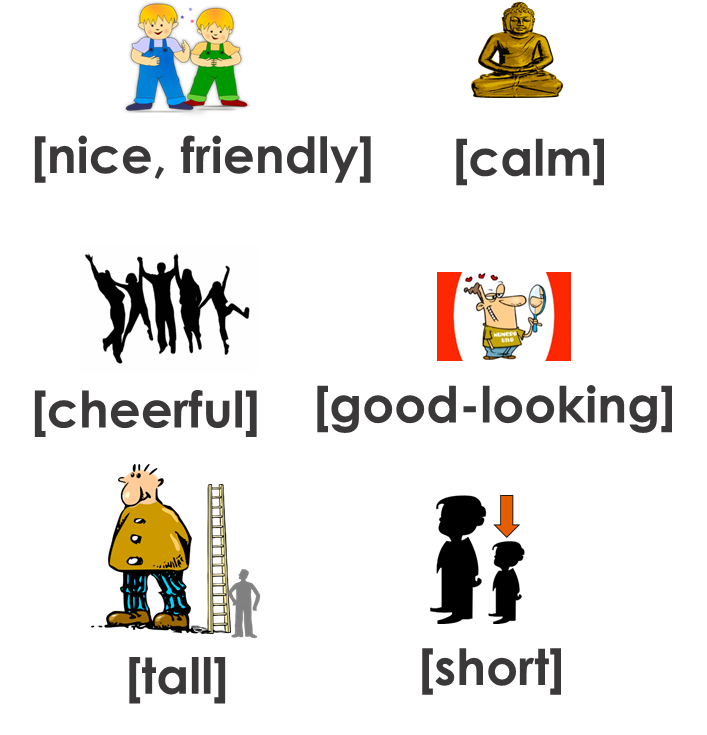 [nice, friendly]
[calm]
[cheerful]
[good-looking]
[tall]
[short]